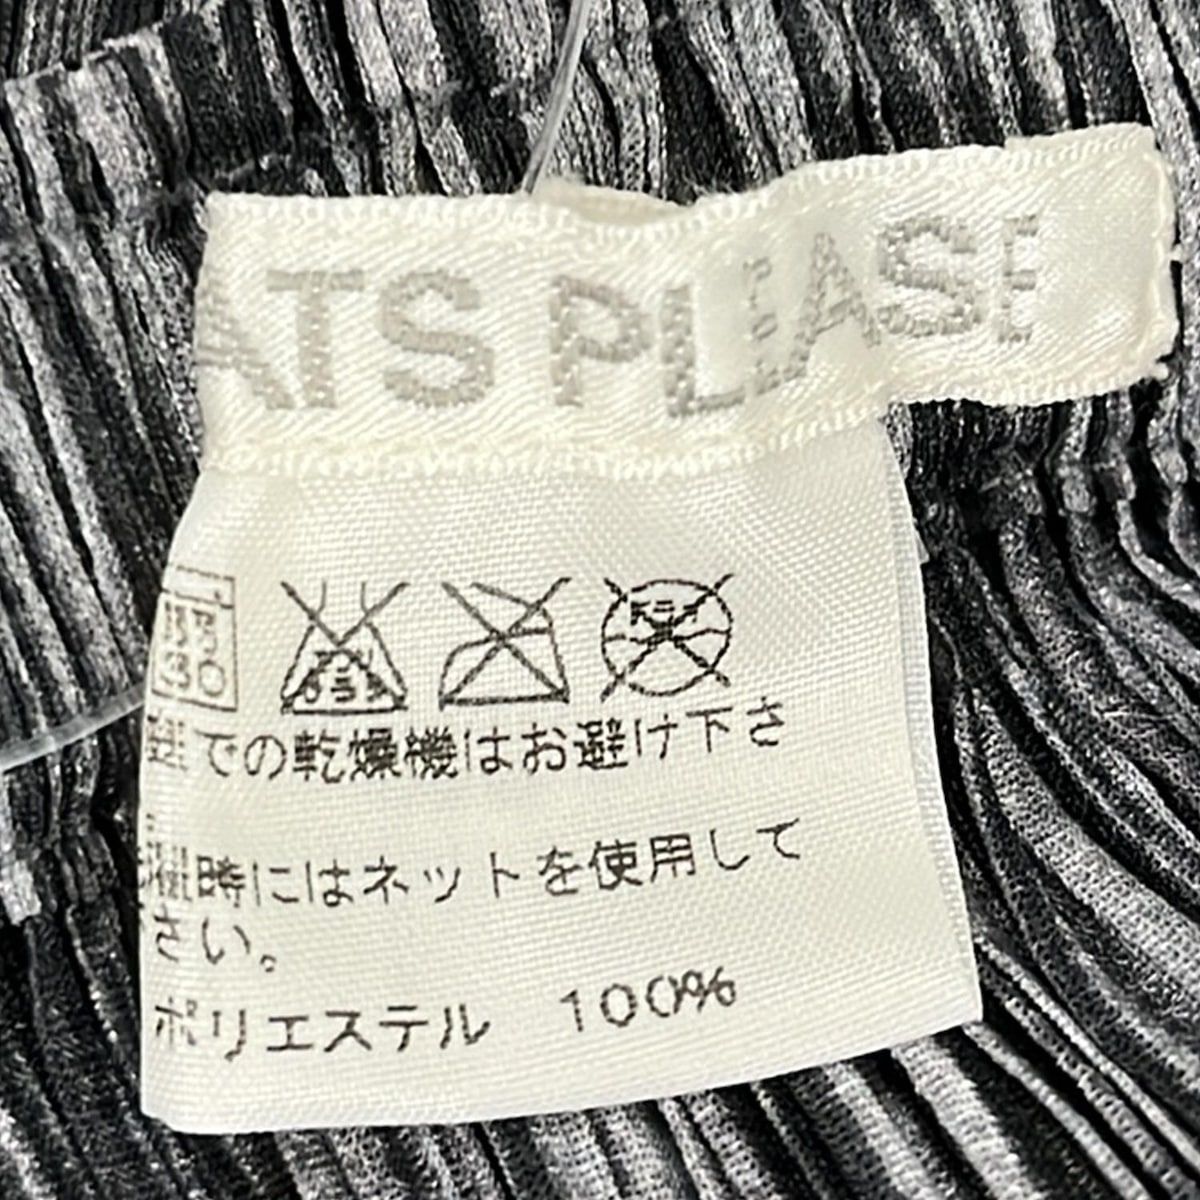 ATS PLEASE
30
での乾燥機はお避け下さ
時にはネットを使用して
さい。
ポリエステル 100%